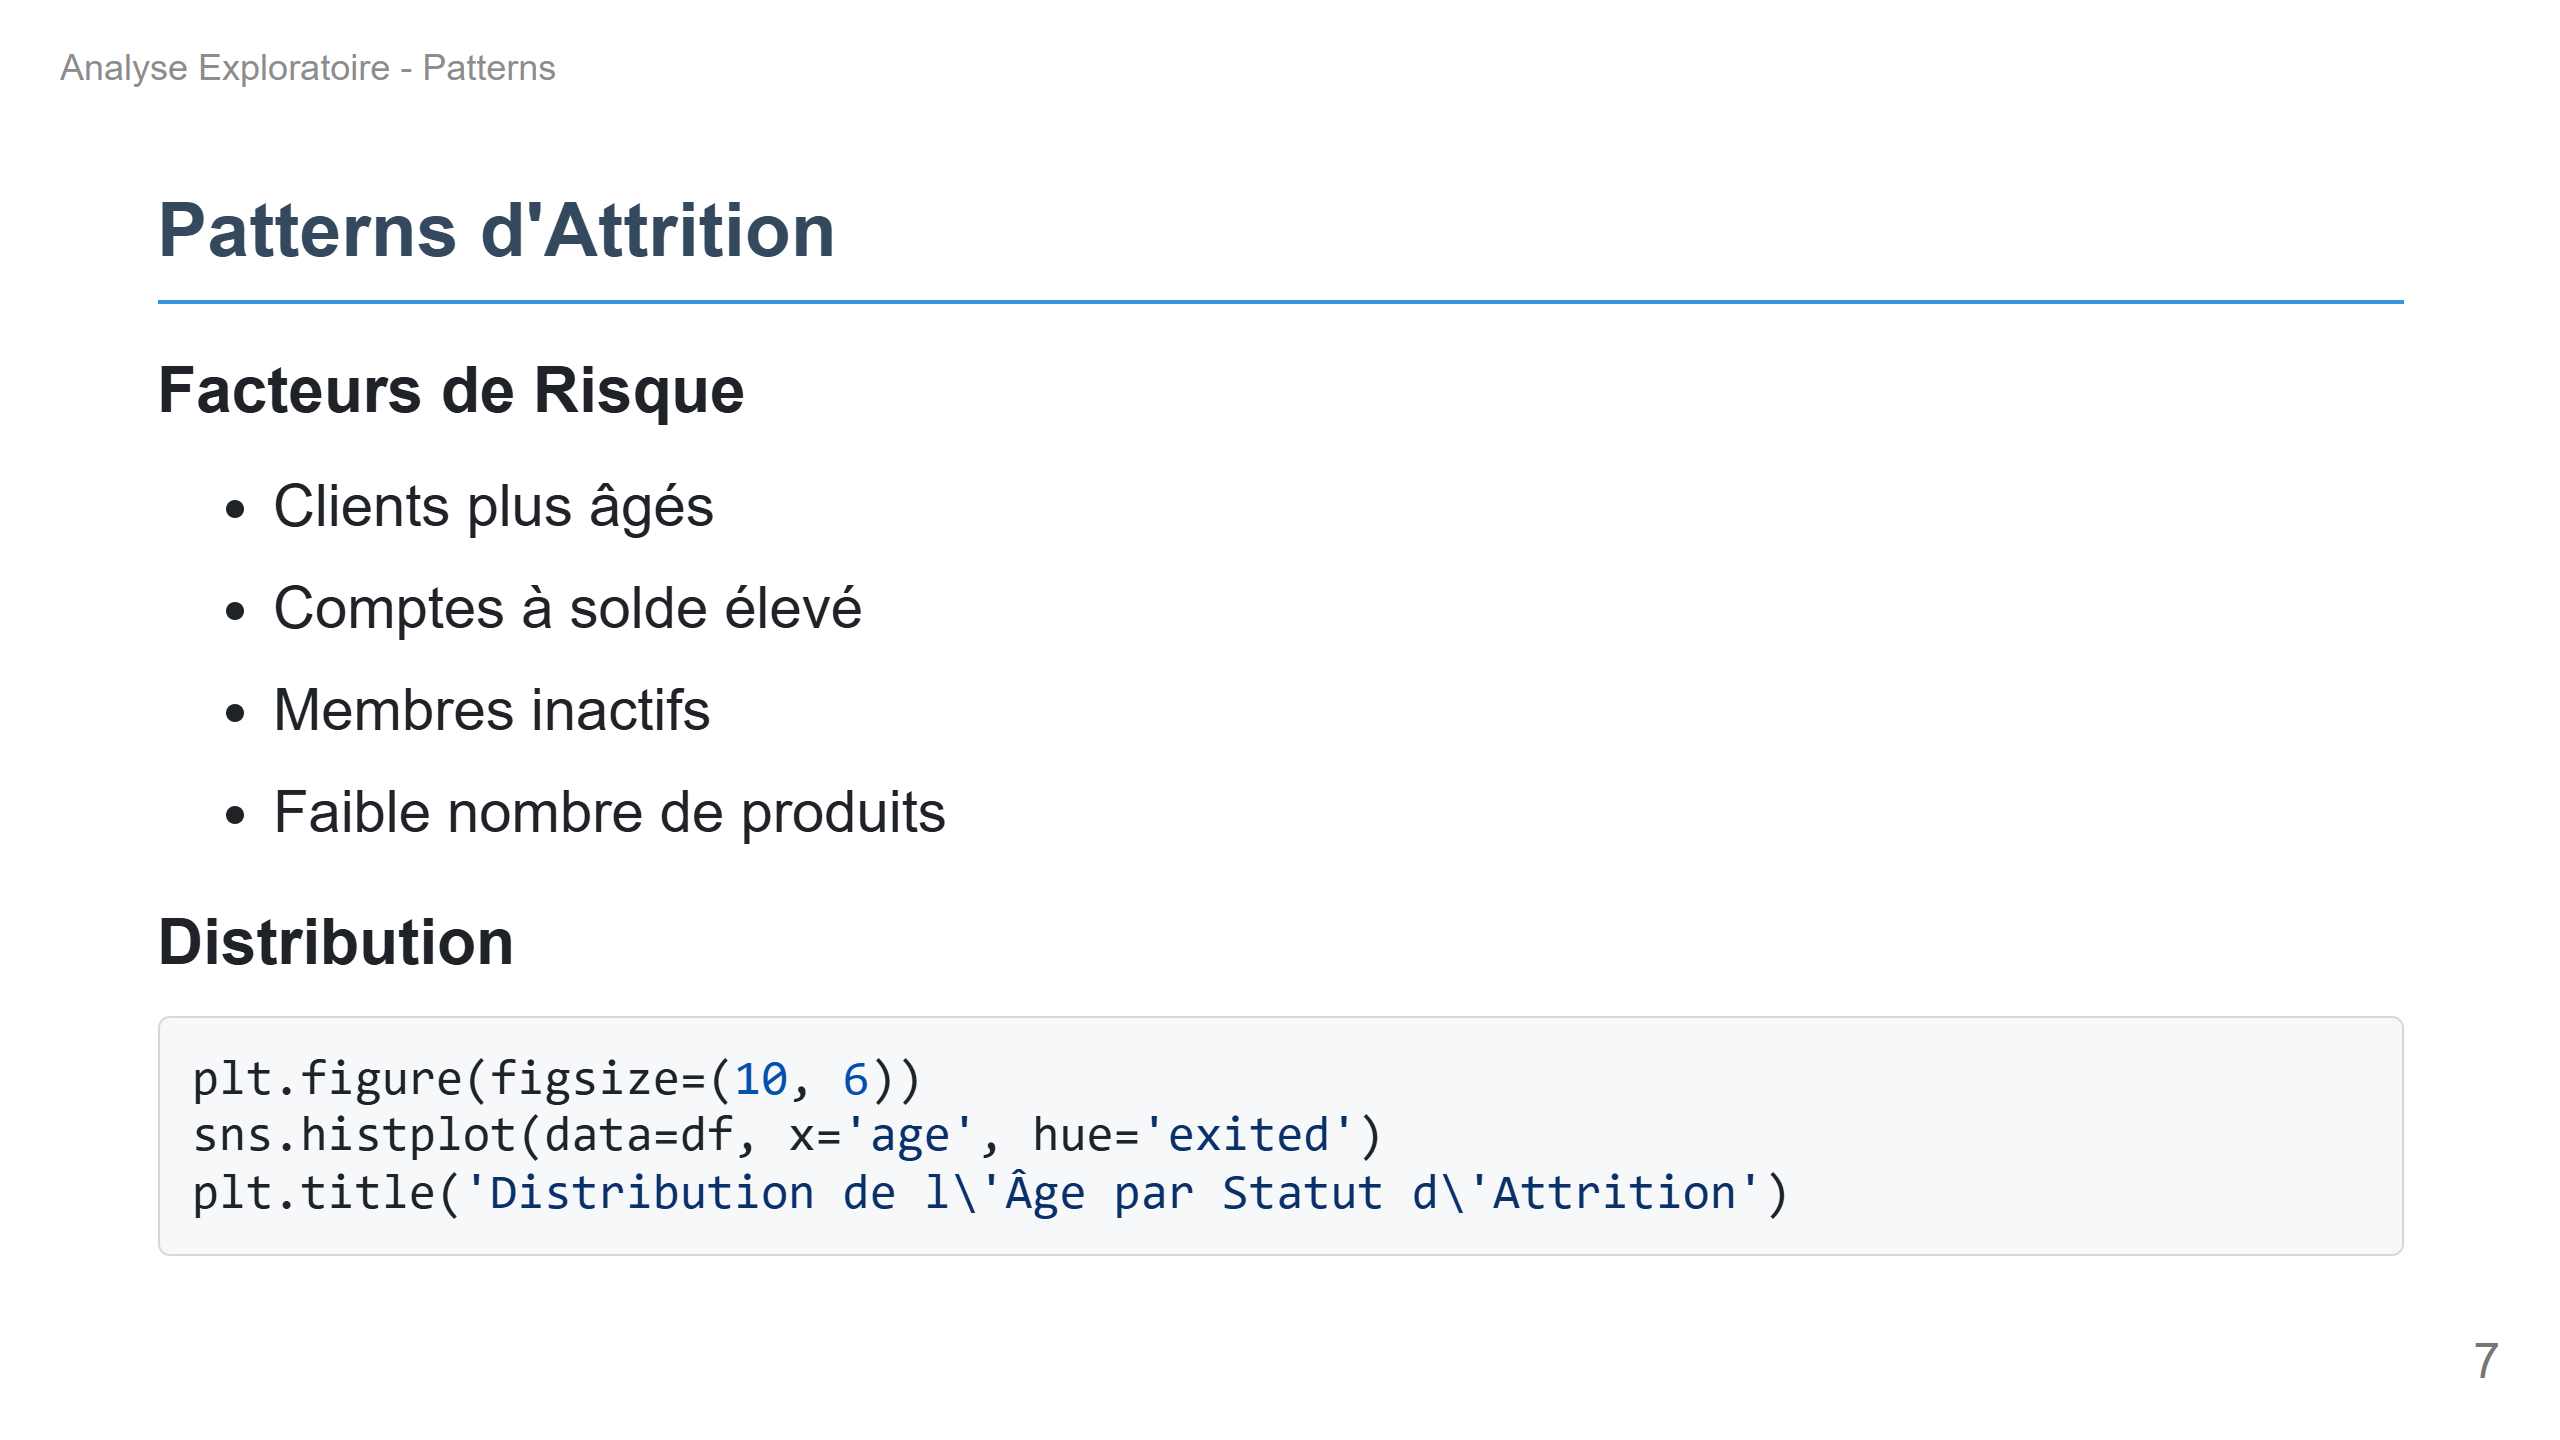 Analyse Exploratoire - Patterns
Patterns d'Attrition
Facteurs de Risque
• Clients plus âgés
• Comptes à solde élevé
• Membres inactifs
• Faible nombre de produits
Distribution
plt.figure(figsize=(10, 6))
sns.histplot(data=df, x='age', hue='exited')
plt.title('Distribution de l\'Âge par Statut d\'Attrition')
7